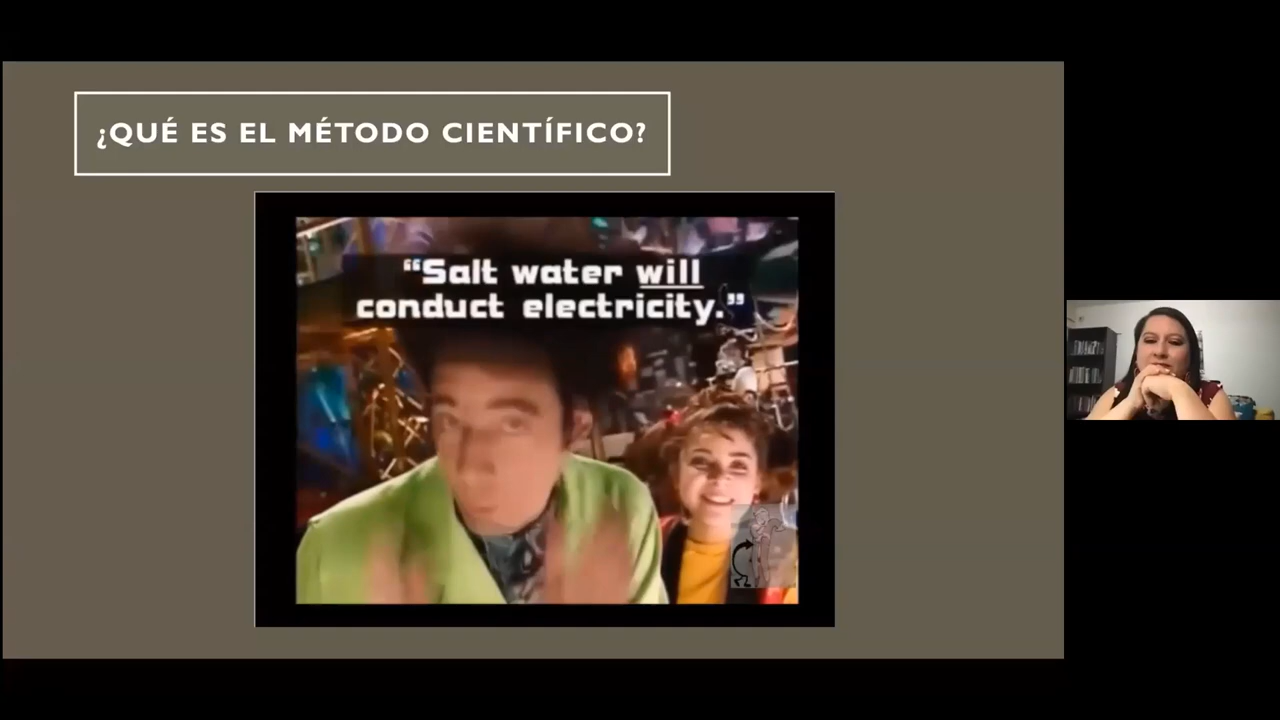 ¿QUÉ ES EL MÉTODO CIENTÍFICO?
“Salt water will
conduct electricity.”